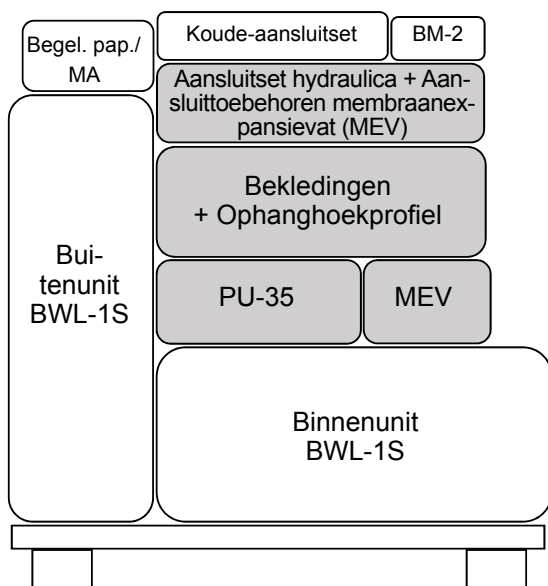 Begel. pap./
MA
Koude-aansluitset
BM-2
Aansluitset hydraulica + Aan-
sluittoebehoren membraanex-
pansievat (MEV)
Bekledingen
+ Ophanghoekprofiel
Bui-
tenunit
BWL-1S
PU-35
MEV
Binnenunit
BWL-1S